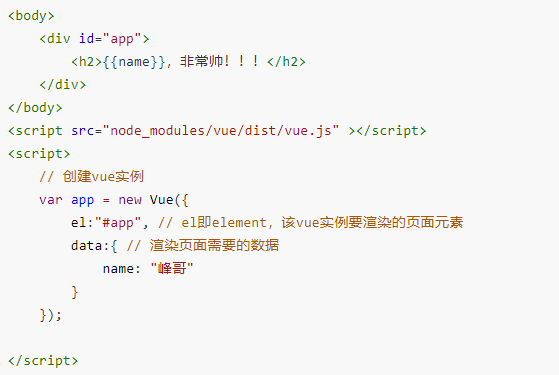 <body>
    <div id="app">
        <h2>{{name}}，非常帅！！！</h2>
    </div>
</body>
<script src="node_modules/vue/dist/vue.js" ></script>
<script>
    // 创建vue实例
    var app = new Vue({
        el:"#app", // el即element，该vue实例要渲染的页面元素
        data:{ // 渲染页面需要的数据
            name: "峰哥"
        }
    });

</script>